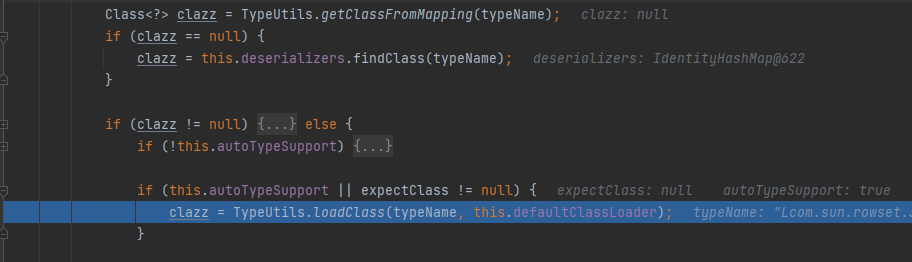 Class<?> clazz = TypeUtils.getClassFromMapping(typeName);  clazz: null
if (clazz == null) {
clazz = this.deserializers.findClass(typeName);  deserializers: IdentityHashMap@622
}
if (clazz != null) {...} else {
if (!this.autoTypeSupport) {...}
if (this.autoTypeSupport || expectClass != null) {  expectClass: null  autoTypeSupport: true
clazz = TypeUtils.loadClass(typeName, this.defaultClassLoader);  typeName: "Lcom.sun.rowset.
}